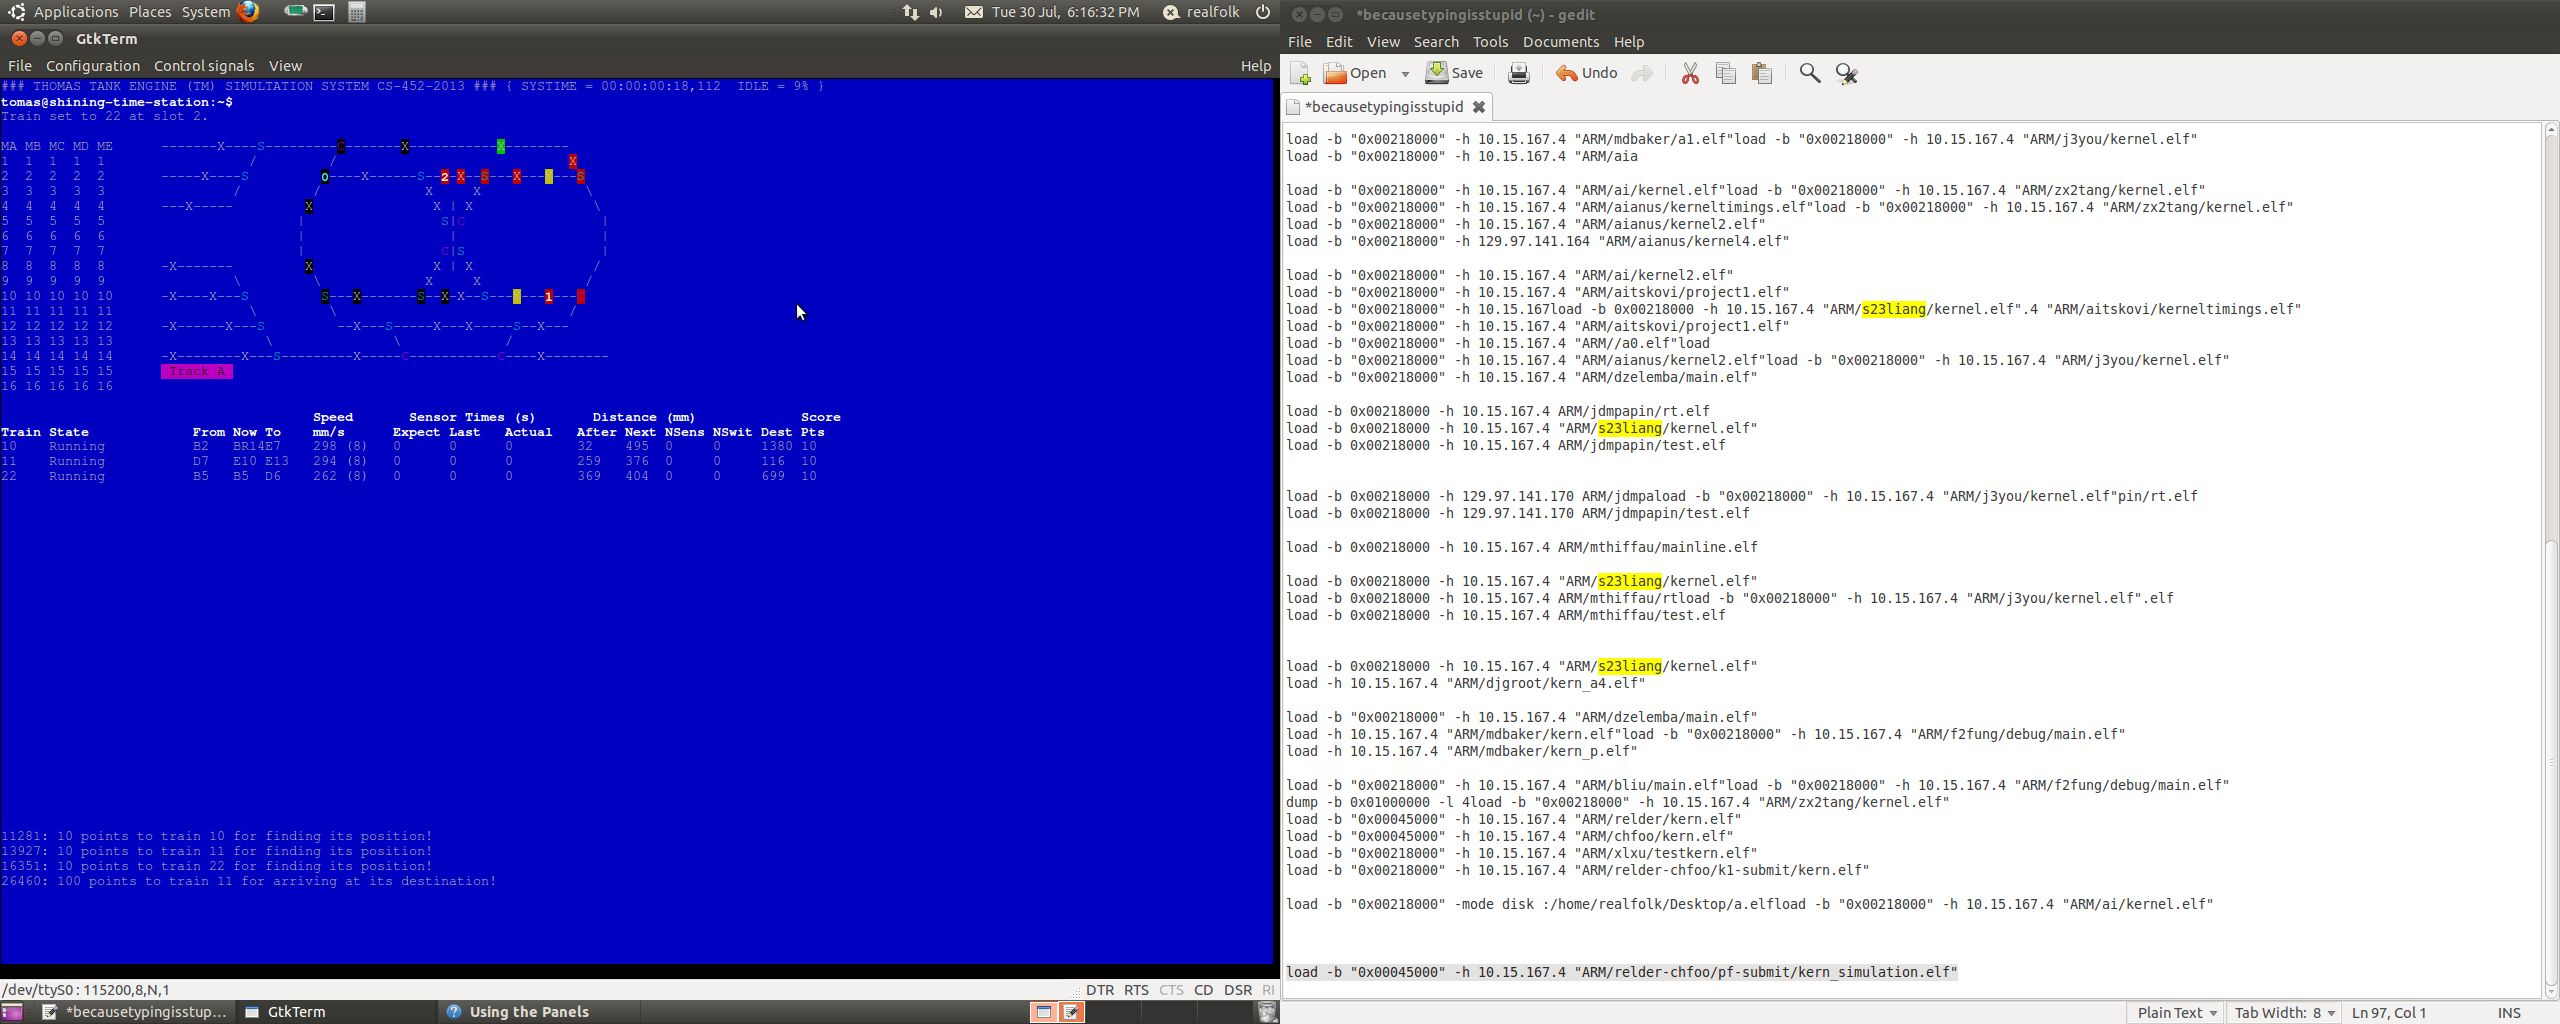 Applications Places System
Tue 30 Jul, 6:16:32 PM realfolk
GtkTerm
File Configuration Control signals View Help
### THOMAS TANK ENGINE (TM) SIMULTATION SYSTEM CS-452-2013 ### { SYSTIME = 00:00:00:18,112 IDLE = 9% }
tomas@shining-time-station:~$
Train set to 22 at slot 2.
MA MB MC MD ME -------X----S---------C-------X-----------X--------
1 1 1 1 1 / / X
2 2 2 2 2 -----X----S o----X------S--2-X--S---X---X---S
3 3 3 3 3 / / X X \
4 4 4 4 4 ---X----- X X | X \
5 5 5 5 5 | S|C |
6 6 6 6 6 | | |
7 7 7 7 7 | C|S |
8 8 8 8 8 -X------- X X | X /
9 9 9 9 9 \ \ X X /
10 10 10 10 10 -X----X---S S---X-------S--X-X--S---X---1---S
11 11 11 11 11 \ \ /
12 12 12 12 12 -X------X---S --X---S-----X---X-----S--X---
13 13 13 13 13 \ \ /
14 14 14 14 14 -X--------X---S---------X-----C-----------C----X--------
15 15 15 15 15 Track A
16 16 16 16 16
Speed Sensor Times (s) Distance (mm) Score
Train State From Now To mm/s Expect Last Actual After Next NSens NSwit Dest Pts
10 Running B2 BR14E7 298 (8) 0 0 0 32 495 0 0 1380 10
11 Running D7 E10 E13 294 (8) 0 0 0 259 376 0 0 116 10
22 Running B5 B5 D6 262 (8) 0 0 0 369 404 0 0 699 10
11281: 10 points to train 10 for finding its position!
13927: 10 points to train 11 for finding its position!
16351: 10 points to train 22 for finding its position!
26460: 100 points to train 11 for arriving at its destination!
/dev/ttyS0 : 115200,8,N,1 DTR RTS CTS CD DSR RI
*becausetypingisstup... GtkTerm Using the Panels
*becausetypingisstupid (~) - gedit
File Edit View Search Tools Documents Help
Open Save Undo
*becausetypingisstupid
load -b "0x00218000" -h 10.15.167.4 "ARM/mdbaker/a1.elf"load -b "0x00218000" -h 10.15.167.4 "ARM/j3you/kernel.elf"
load -b "0x00218000" -h 10.15.167.4 "ARM/aia
load -b "0x00218000" -h 10.15.167.4 "ARM/ai/kernel.elf"load -b "0x00218000" -h 10.15.167.4 "ARM/zx2tang/kernel.elf"
load -b "0x00218000" -h 10.15.167.4 "ARM/aianus/kerneltimings.elf"load -b "0x00218000" -h 10.15.167.4 "ARM/zx2tang/kernel.elf"
load -b "0x00218000" -h 10.15.167.4 "ARM/aianus/kernel2.elf"
load -b "0x00218000" -h 129.97.141.164 "ARM/aianus/kernel4.elf"
load -b "0x00218000" -h 10.15.167.4 "ARM/ai/kernel2.elf"
load -b "0x00218000" -h 10.15.167.4 "ARM/aitskovi/project1.elf"
load -b "0x00218000" -h 10.15.167load -b 0x00218000 -h 10.15.167.4 "ARM/s23liang/kernel.elf".4 "ARM/aitskovi/kerneltimings.elf"
load -b "0x00218000" -h 10.15.167.4 "ARM/aitskovi/project1.elf"
load -b "0x00218000" -h 10.15.167.4 "ARM//a0.elf"load
load -b "0x00218000" -h 10.15.167.4 "ARM/aianus/kernel2.elf"load -b "0x00218000" -h 10.15.167.4 "ARM/j3you/kernel.elf"
load -b "0x00218000" -h 10.15.167.4 "ARM/dzelemba/main.elf"
load -b 0x00218000 -h 10.15.167.4 ARM/jdmpapin/rt.elf
load -b 0x00218000 -h 10.15.167.4 "ARM/s23liang/kernel.elf"
load -b 0x00218000 -h 10.15.167.4 ARM/jdmpapin/test.elf
load -b 0x00218000 -h 129.97.141.170 ARM/jdmpaload -b "0x00218000" -h 10.15.167.4 "ARM/j3you/kernel.elf"pin/rt.elf
load -b 0x00218000 -h 129.97.141.170 ARM/jdmpapin/test.elf
load -b 0x00218000 -h 10.15.167.4 ARM/mthiffau/mainline.elf
load -b 0x00218000 -h 10.15.167.4 "ARM/s23liang/kernel.elf"
load -b 0x00218000 -h 10.15.167.4 ARM/mthiffau/rtload -b "0x00218000" -h 10.15.167.4 "ARM/j3you/kernel.elf".elf
load -b 0x00218000 -h 10.15.167.4 ARM/mthiffau/test.elf
load -b 0x00218000 -h 10.15.167.4 "ARM/s23liang/kernel.elf"
load -h 10.15.167.4 "ARM/djgroot/kern_a4.elf"
load -b "0x00218000" -h 10.15.167.4 "ARM/dzelemba/main.elf"
load -h 10.15.167.4 "ARM/mdbaker/kern.elf"load -b "0x00218000" -h 10.15.167.4 "ARM/f2fung/debug/main.elf"
load -h 10.15.167.4 "ARM/mdbaker/kern_p.elf"
load -b "0x00218000" -h 10.15.167.4 "ARM/bliu/main.elf"load -b "0x00218000" -h 10.15.167.4 "ARM/f2fung/debug/main.elf"
dump -b 0x01000000 -l 4load -b "0x00218000" -h 10.15.167.4 "ARM/zx2tang/kernel.elf"
load -b "0x00045000" -h 10.15.167.4 "ARM/relder/kern.elf"
load -b "0x00045000" -h 10.15.167.4 "ARM/chfoo/kern.elf"
load -b "0x00218000" -h 10.15.167.4 "ARM/xlxu/testkern.elf"
load -b "0x00218000" -h 10.15.167.4 "ARM/relder-chfoo/k1-submit/kern.elf"
load -b "0x00218000" -mode disk :/home/realfolk/Desktop/a.elfload -b "0x00218000" -h 10.15.167.4 "ARM/ai/kernel.elf"
load -b "0x00045000" -h 10.15.167.4 "ARM/relder-chfoo/pf-submit/kern_simulation.elf"
Plain Text Tab Width: 8 Ln 97, Col 1 INS